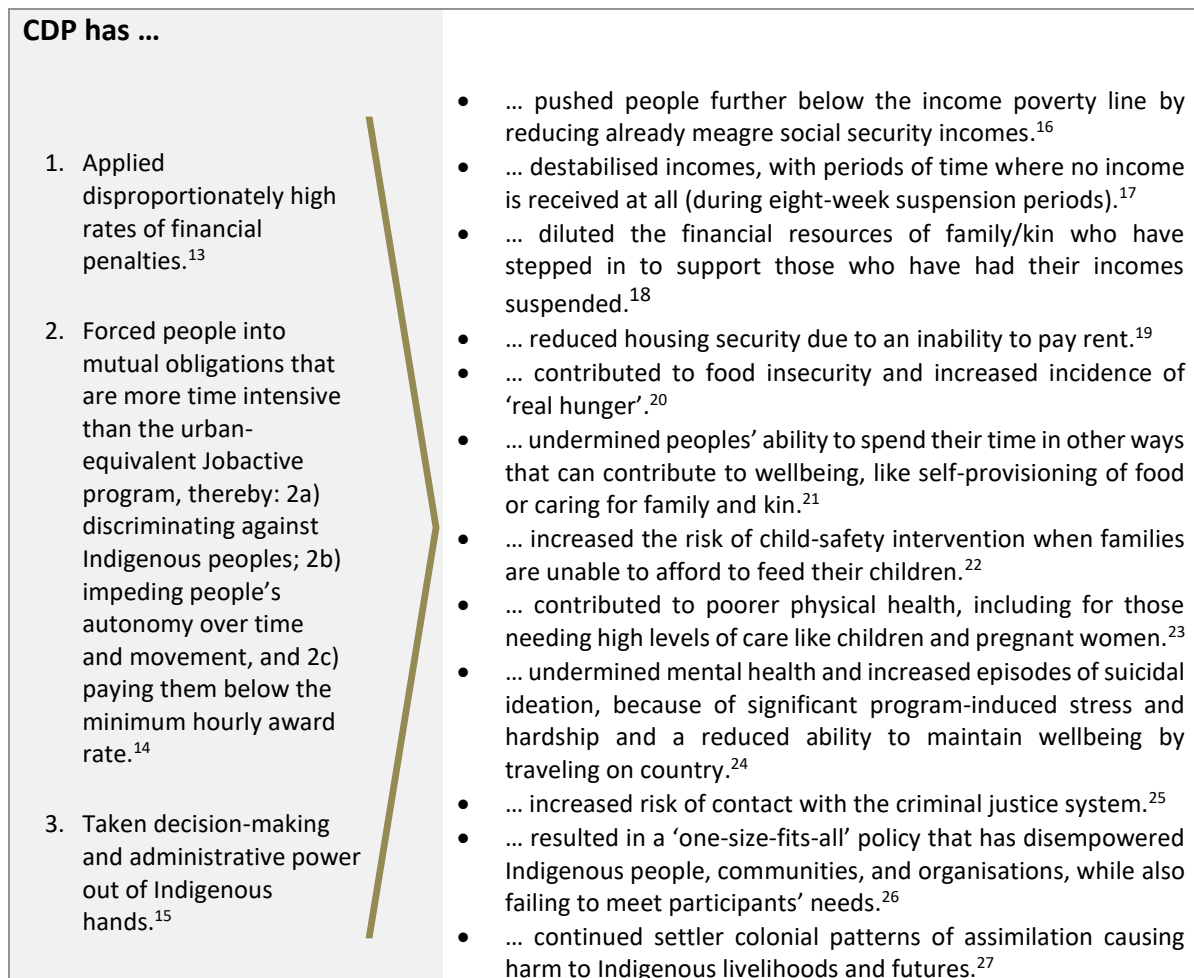 CDP has ...
1. Applied
disproportionately high
rates of financial
penalties.13
2. Forced people into
mutual obligations that
are more time intensive
than the urban-
equivalent Jobactive
program, thereby: 2a)
discriminating against
Indigenous peoples; 2b)
impeding people’s
autonomy over time
and movement, and 2c)
paying them below the
minimum hourly award
rate.14
3. Taken decision-making
and administrative power
out of Indigenous
hands.15
• ... pushed people further below the income poverty line by
reducing already meagre social security incomes.16
• ... destabilised incomes, with periods of time where no income
is received at all (during eight-week suspension periods).17
• ... diluted the financial resources of family/kin who have
stepped in to support those who have had their incomes
suspended.18
• ... reduced housing security due to an inability to pay rent.19
• ... contributed to food insecurity and increased incidence of
‘real hunger’.20
• ... undermined peoples’ ability to spend their time in other ways
that can contribute to wellbeing, like self-provisioning of food
or caring for family and kin.21
• ... increased the risk of child-safety intervention when families
are unable to afford to feed their children.22
• ... contributed to poorer physical health, including for those
needing high levels of care like children and pregnant women.23
• ... undermined mental health and increased episodes of suicidal
ideation, because of significant program-induced stress and
hardship and a reduced ability to maintain wellbeing by
traveling on country.24
• ... increased risk of contact with the criminal justice system.25
• ... resulted in a ‘one-size-fits-all’ policy that has disempowered
Indigenous people, communities, and organisations, while also
failing to meet participants’ needs.26
• ... continued settler colonial patterns of assimilation causing
harm to Indigenous livelihoods and futures.27